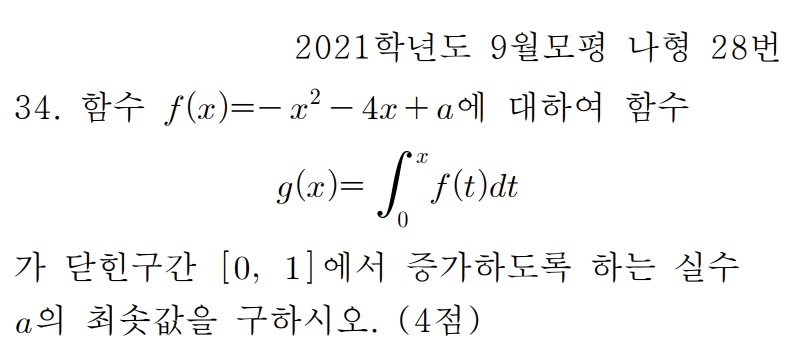 2021학년도 9월모평 나형 28번
34. 함수 f(x)=−x²−4x+a에 대하여 함수
g(x)=∫₀ˣ f(t)dt
가 닫힌구간 [0, 1]에서 증가하도록 하는 실수
a의 최솟값을 구하시오. (4점)